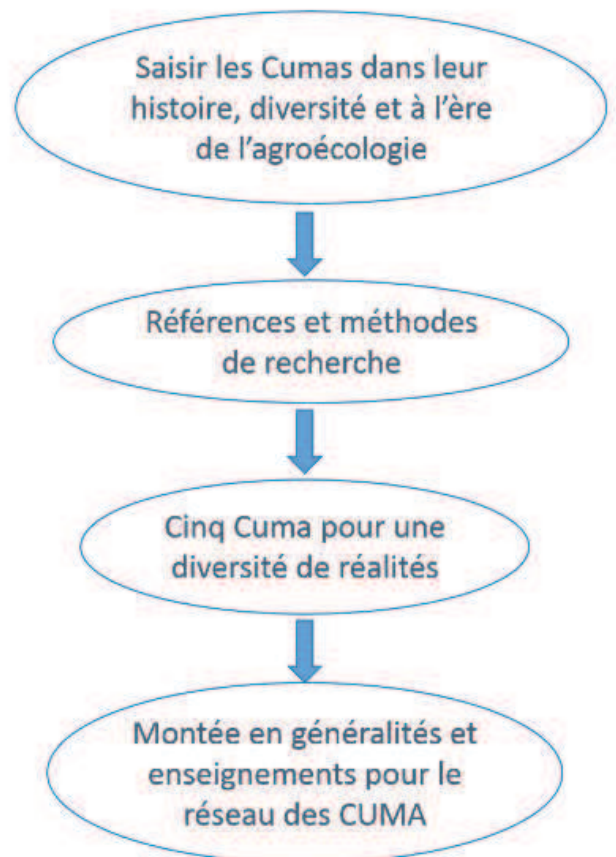 Saisir les Cumas dans leur
histoire, diversité et à l'ère
de l'agroécologie
Références et méthodes
de recherche
Cinq Cuma pour une
diversité de réalités
Montée en généralités et
enseignements pour le
réseau des CUMA